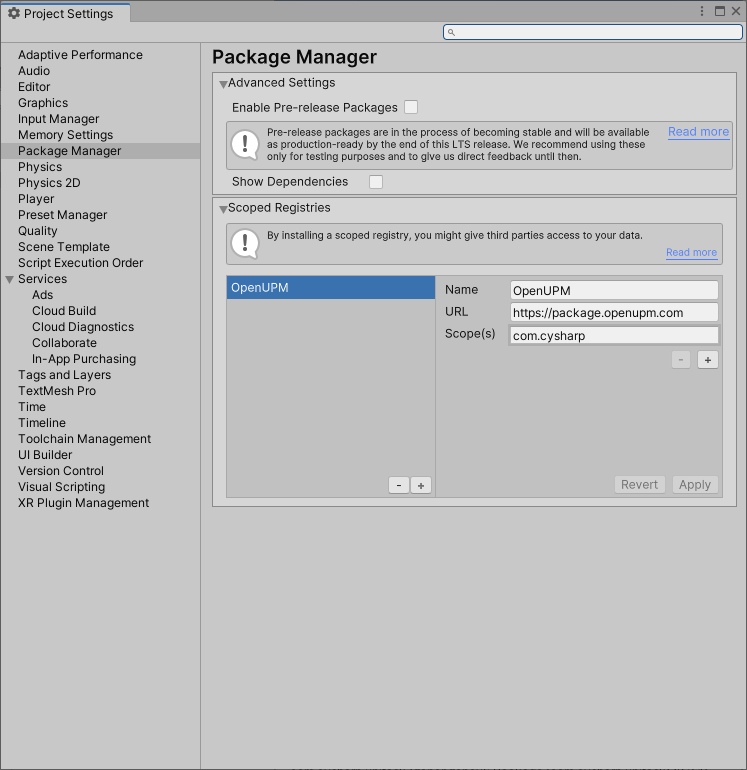 Project Settings
Adaptive Performance
Audio
Editor
Graphics
Input Manager
Memory Settings
Package Manager
Physics
Physics 2D
Player
Preset Manager
Quality
Scene Template
Script Execution Order
Services
Ads
Cloud Build
Cloud Diagnostics
Collaborate
In-App Purchasing
Tags and Layers
TextMesh Pro
Time
Timeline
Toolchain Management
UI Builder
Version Control
Visual Scripting
XR Plugin Management
Package Manager
Advanced Settings
Enable Pre-release Packages
Pre-release packages are in the process of becoming stable and will be available
as production-ready by the end of this LTS release. We recommend using these
only for testing purposes and to give us direct feedback until then.
Read more
Show Dependencies
Scoped Registries
By installing a scoped registry, you might give third parties access to your data.
Read more
OpenUPM
- +
Name OpenUPM
URL https://package.openupm.com
Scope(s) com.cysharp
- +
Revert Apply